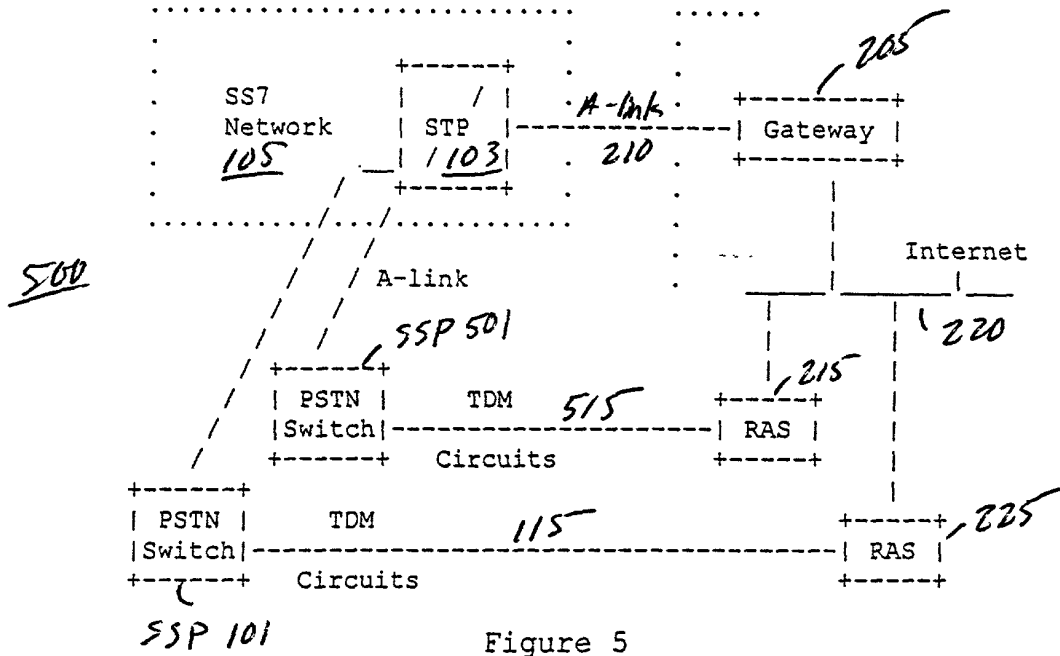 205
SS7
Network
105
STP
103
A-link
210
Gateway
500
A-link
Internet
220
SSP 501
PSTN
Switch
TDM
515
Circuits
215
RAS
PSTN
Switch
TDM
115
Circuits
RAS
225
SSP 101
Figure 5